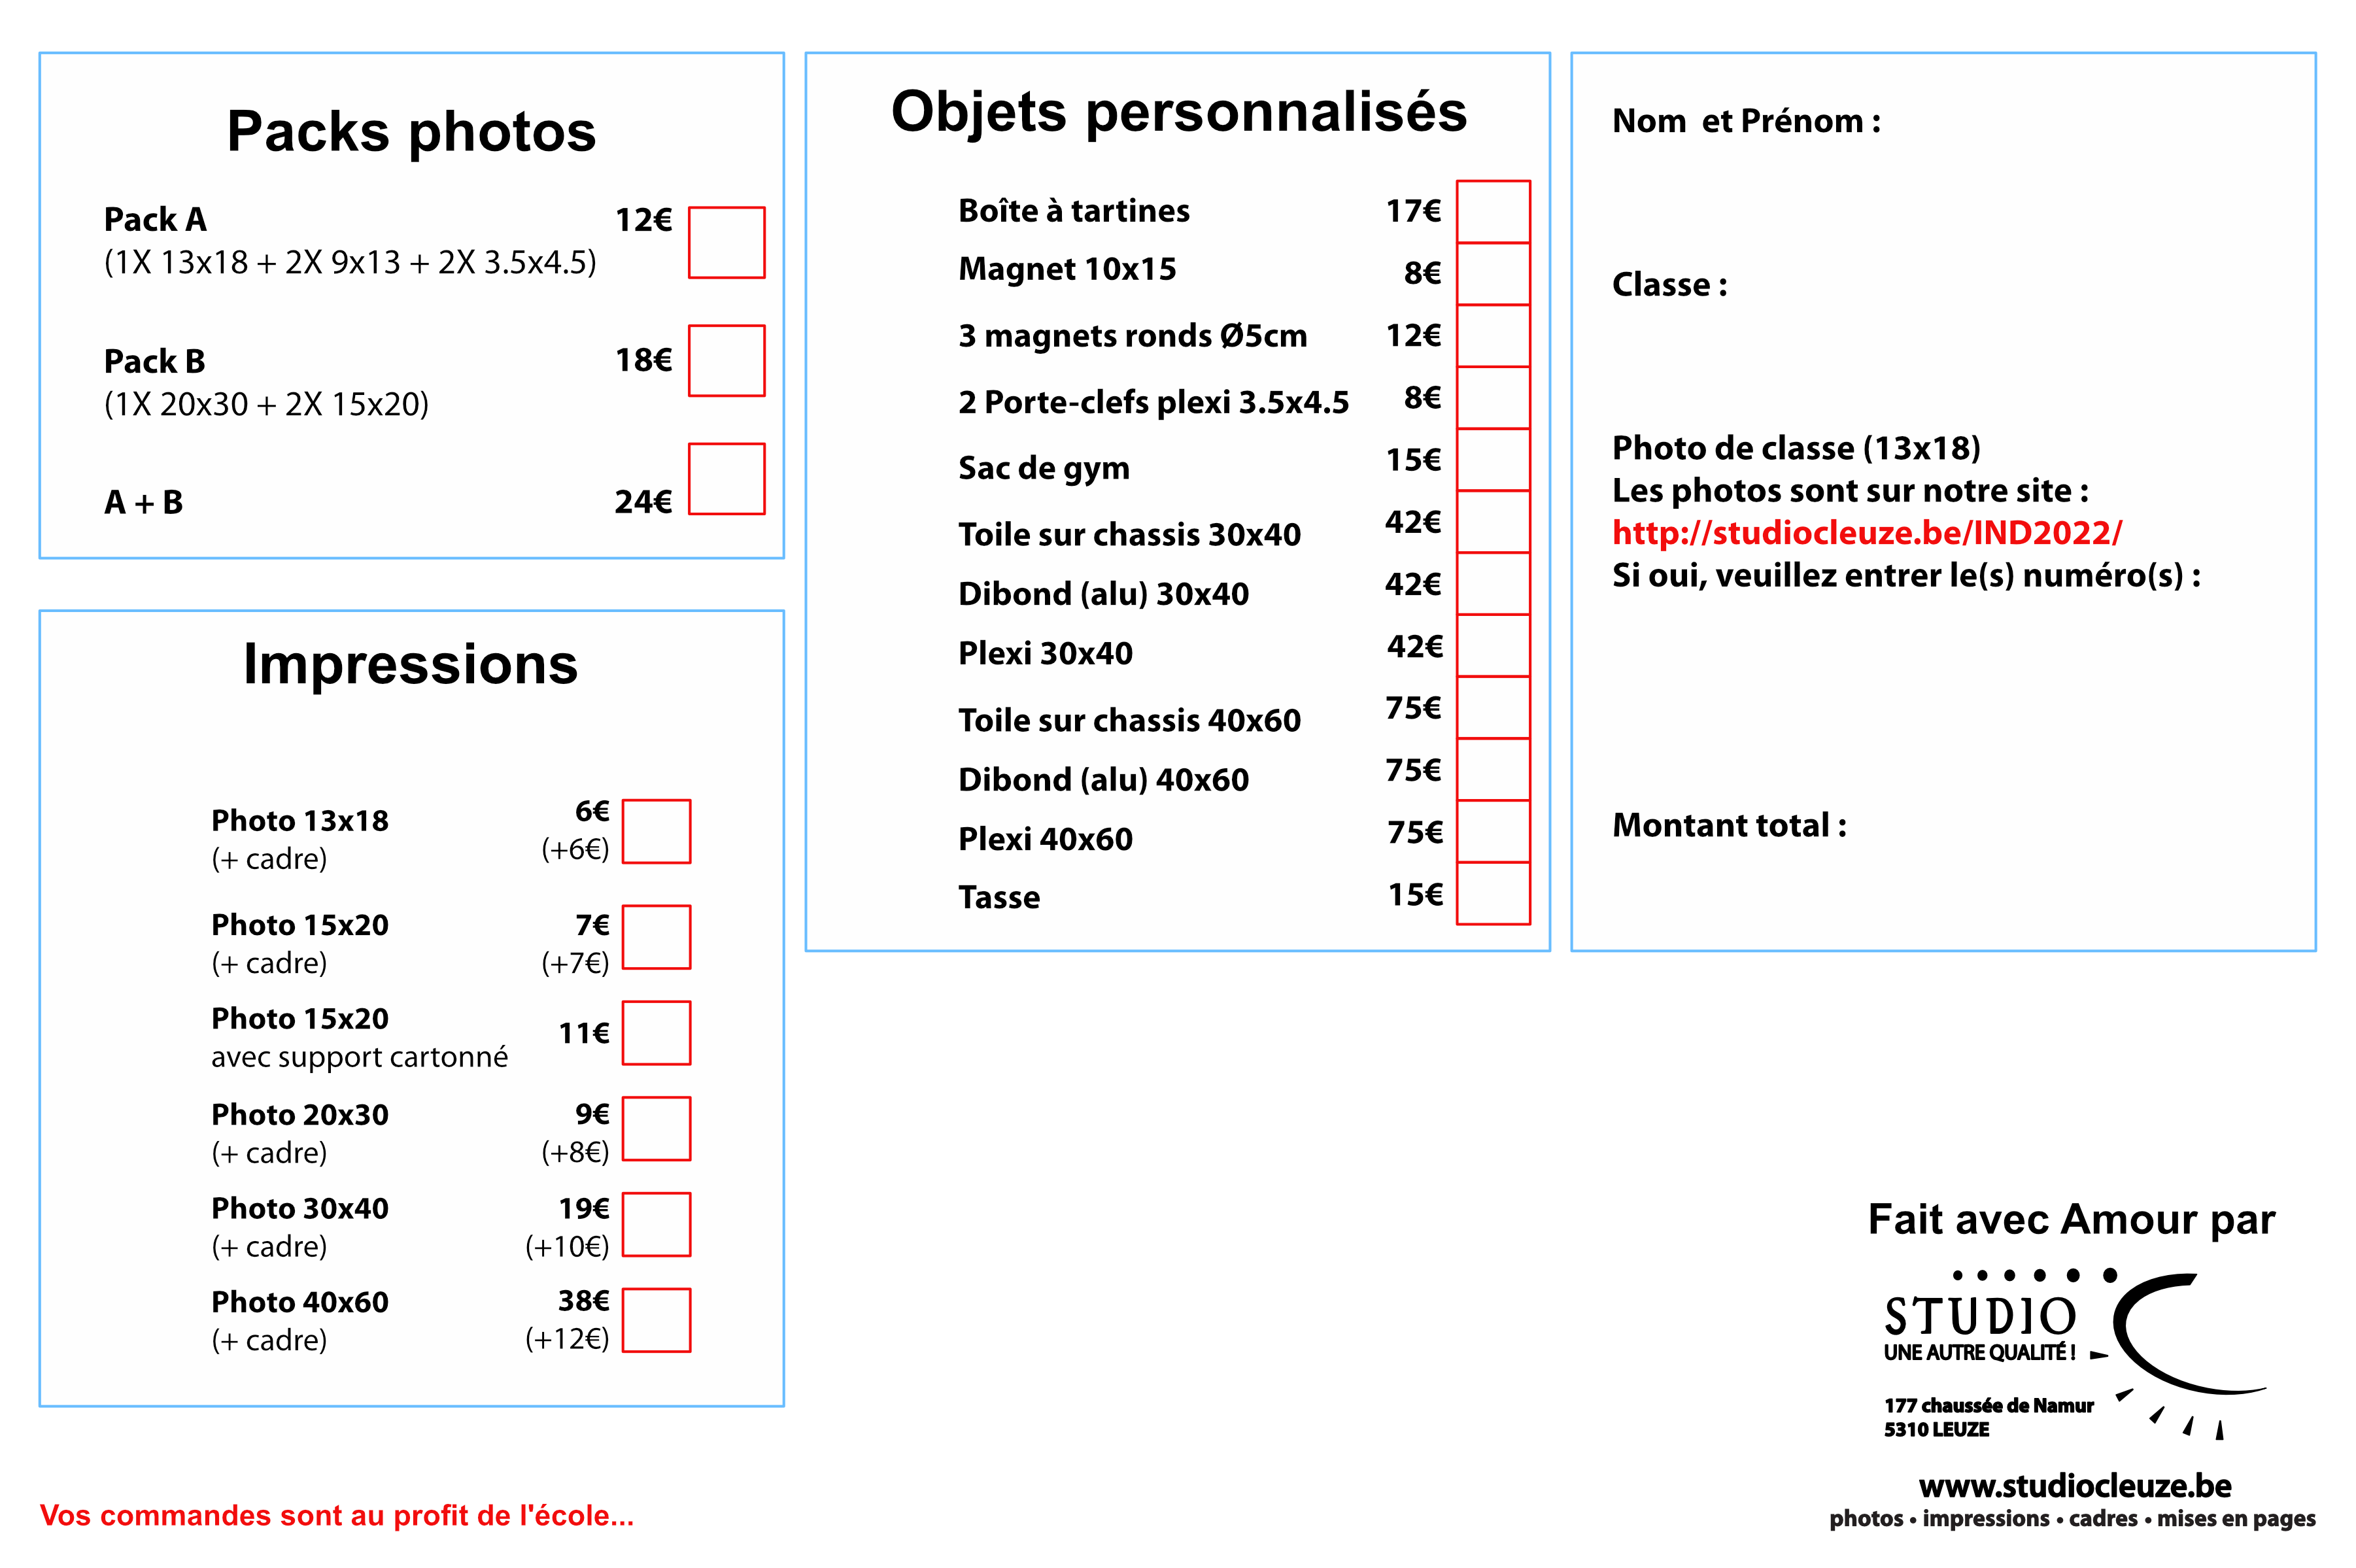 Packs photos
Pack A 12€
(1X 13x18 + 2X 9x13 + 2X 3.5x4.5)
Pack B 18€
(1X 20x30 + 2X 15x20)
A + B 24€
Impressions
Photo 13x18 6€
(+ cadre) (+6€)
Photo 15x20 7€
(+ cadre) (+7€)
Photo 15x20 11€
avec support cartonné
Photo 20x30 9€
(+ cadre) (+8€)
Photo 30x40 19€
(+ cadre) (+10€)
Photo 40x60 38€
(+ cadre) (+12€)
Objets personnalisés
Boîte à tartines 17€
Magnet 10x15 8€
3 magnets ronds Ø5cm 12€
2 Porte-clefs plexi 3.5x4.5 8€
Sac de gym 15€
Toile sur chassis 30x40 42€
Dibond (alu) 30x40 42€
Plexi 30x40 42€
Toile sur chassis 40x60 75€
Dibond (alu) 40x60 75€
Plexi 40x60 75€
Tasse 15€
Nom et Prénom :
Classe :
Photo de classe (13x18)
Les photos sont sur notre site :
http://studiocleuze.be/IND2022/
Si oui, veuillez entrer le(s) numéro(s) :
Montant total :
Fait avec Amour par
STUDIO C
UNE AUTRE QUALITÉ !
177 chaussée de Namur
5310 LEUZE
www.studiocleuze.be
photos • impressions • cadres • mises en pages
Vos commandes sont au profit de l'école...